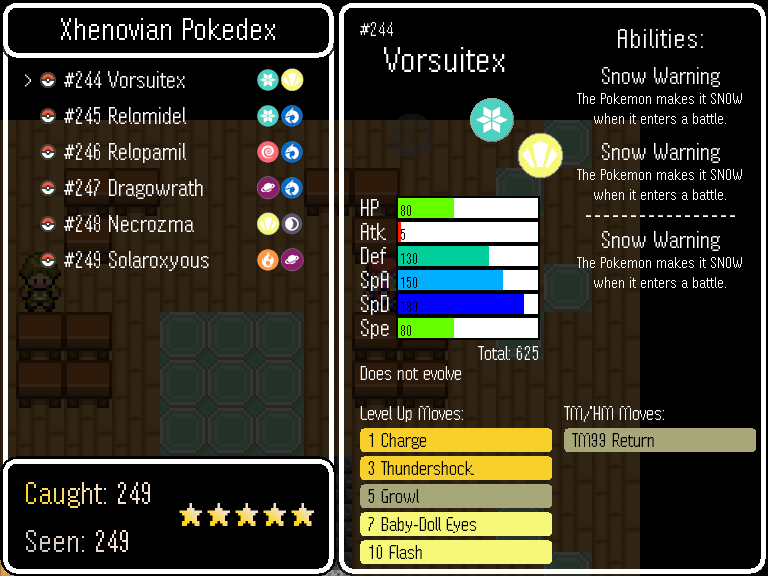 Xhenovian Pokedex
> #244 Vorsuitex
#245 Relomidel
#246 Relopamil
#247 Dragowrath
#248 Necrozma
#249 Solaroxyous
Caught: 249
Seen: 249
#244
Vorsuitex
HP 80
Atk 5
Def 130
SpA 150
SpD 180
Spe 80
Total: 625
Does not evolve
Abilities:
Snow Warning
The Pokemon makes it SNOW
when it enters a battle.
Snow Warning
The Pokemon makes it SNOW
when it enters a battle.
Snow Warning
The Pokemon makes it SNOW
when it enters a battle.
Level Up Moves:
1 Charge
3 Thundershock
5 Growl
7 Baby-Doll Eyes
10 Flash
TM/HM Moves:
TM99 Return